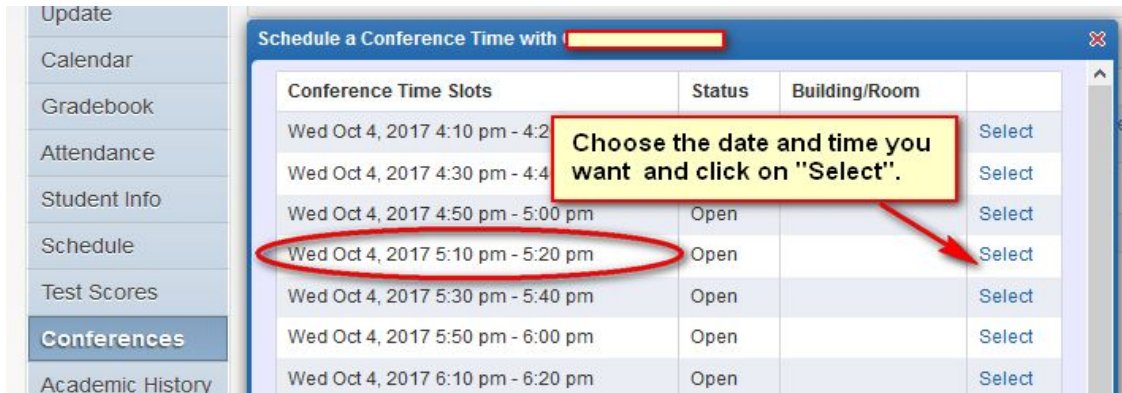 Update
Calendar
Gradebook
Attendance
Student Info
Schedule
Test Scores
Conferences
Academic History
Schedule a Conference Time with
Conference Time Slots Status Building/Room
Wed Oct 4, 2017 4:10 pm - 4:2 Select
Wed Oct 4, 2017 4:30 pm - 4:4 Select
Choose the date and time you
want and click on "Select".
Wed Oct 4, 2017 4:50 pm - 5:00 pm Open Select
Wed Oct 4, 2017 5:10 pm - 5:20 pm Open Select
Wed Oct 4, 2017 5:30 pm - 5:40 pm Open Select
Wed Oct 4, 2017 5:50 pm - 6:00 pm Open Select
Wed Oct 4, 2017 6:10 pm - 6:20 pm Open Select